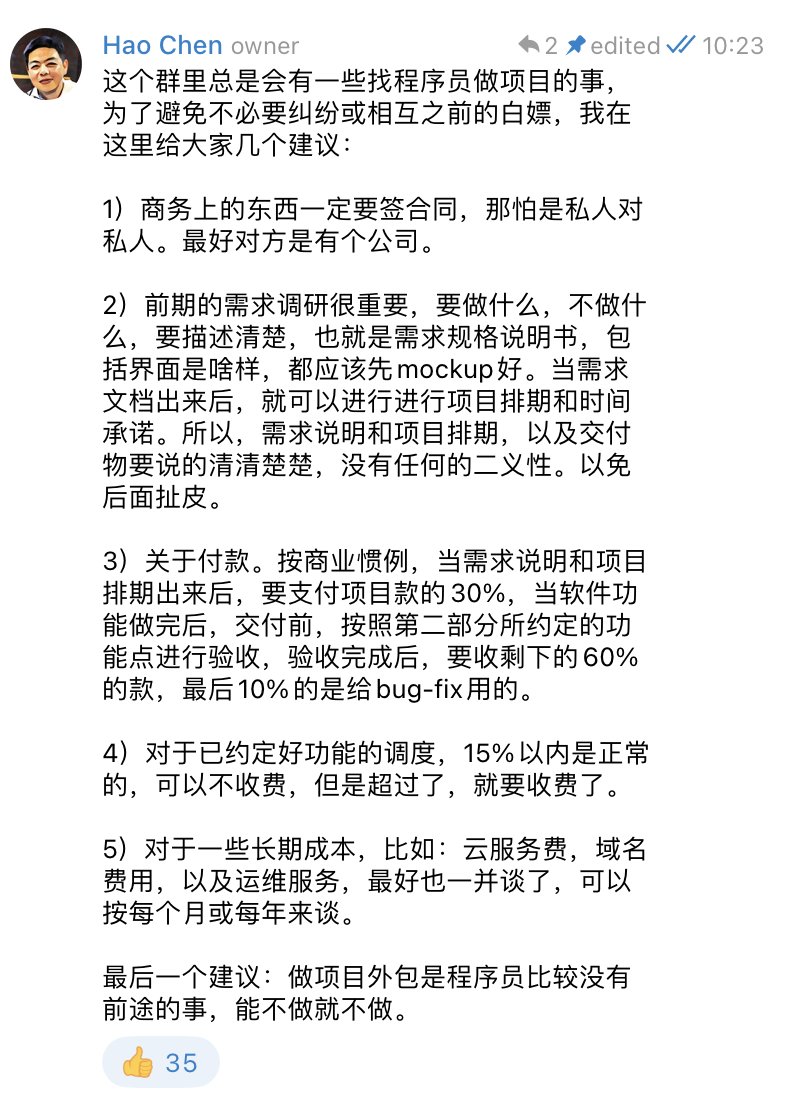 Hao Chen owner 2 edited 10:23
这个群里总是会有一些找程序员做项目的事，
为了避免不必要纠纷或相互之前的白嫖，我在
这里给大家几个建议：
1）商务上的东西一定要签合同，那怕是私人对
私人。最好对方是有个公司。
2）前期的需求调研很重要，要做什么，不做什
么，要描述清楚，也就是需求规格说明书，包
括界面是啥样，都应该先mockup好。当需求
文档出来后，就可以进行进行项目排期和时间
承诺。所以，需求说明和项目排期，以及交付
物要说的清清楚楚，没有任何的二义性。以免
后面扯皮。
3）关于付款。按商业惯例，当需求说明和项目
排期出来后，要支付项目款的30%，当软件功
能做完后，交付前，按照第二部分所约定的功
能点进行验收，验收完成后，要收剩下的60%
的款，最后10%的是给bug-fix用的。
4）对于已约定好功能的调度，15%以内是正常
的，可以不收费，但是超过了，就要收费了。
5）对于一些长期成本，比如：云服务费，域名
费用，以及运维服务，最好也一并谈了，可以
按每个月或每年来谈。
最后一个建议：做项目外包是程序员比较没有
前途的事，能不做就不做。
👍 35